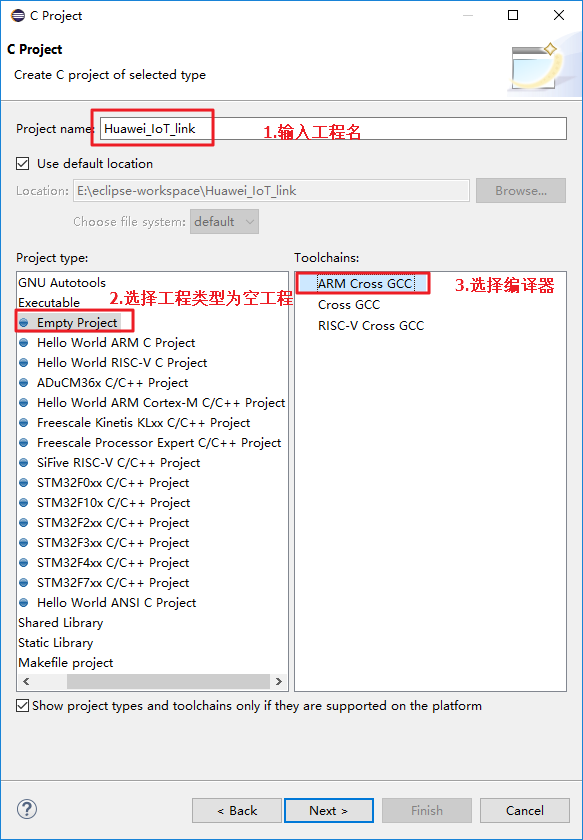 C Project
C Project
Create C project of selected type
Project name: Huawei_IoT_link
1.输入工程名
Use default location
Location: E:\eclipse-workspace\Huawei_IoT_link Browse...
Choose file system: default
Project type:
Toolchains:
GNU Autotools
Executable
2.选择工程类型为空工程
Empty Project
Hello World ARM C Project
Hello World RISC-V C Project
ADuCM36x C/C++ Project
Hello World ARM Cortex-M C/C++ Project
Freescale Kinetis KLxx C/C++ Project
Freescale Processor Expert C/C++ Project
SiFive RISC-V C/C++ Project
STM32F0xx C/C++ Project
STM32F10x C/C++ Project
STM32F2xx C/C++ Project
STM32F3xx C/C++ Project
STM32F4xx C/C++ Project
STM32F7xx C/C++ Project
Hello World ANSI C Project
Shared Library
Static Library
Makefile project
ARM Cross GCC
3.选择编译器
Cross GCC
RISC-V Cross GCC
Show project types and toolchains only if they are supported on the platform
? < Back Next > Finish Cancel